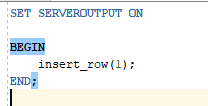 SET SERVEROUTPUT ON
BEGIN
insert_row(1);
END;